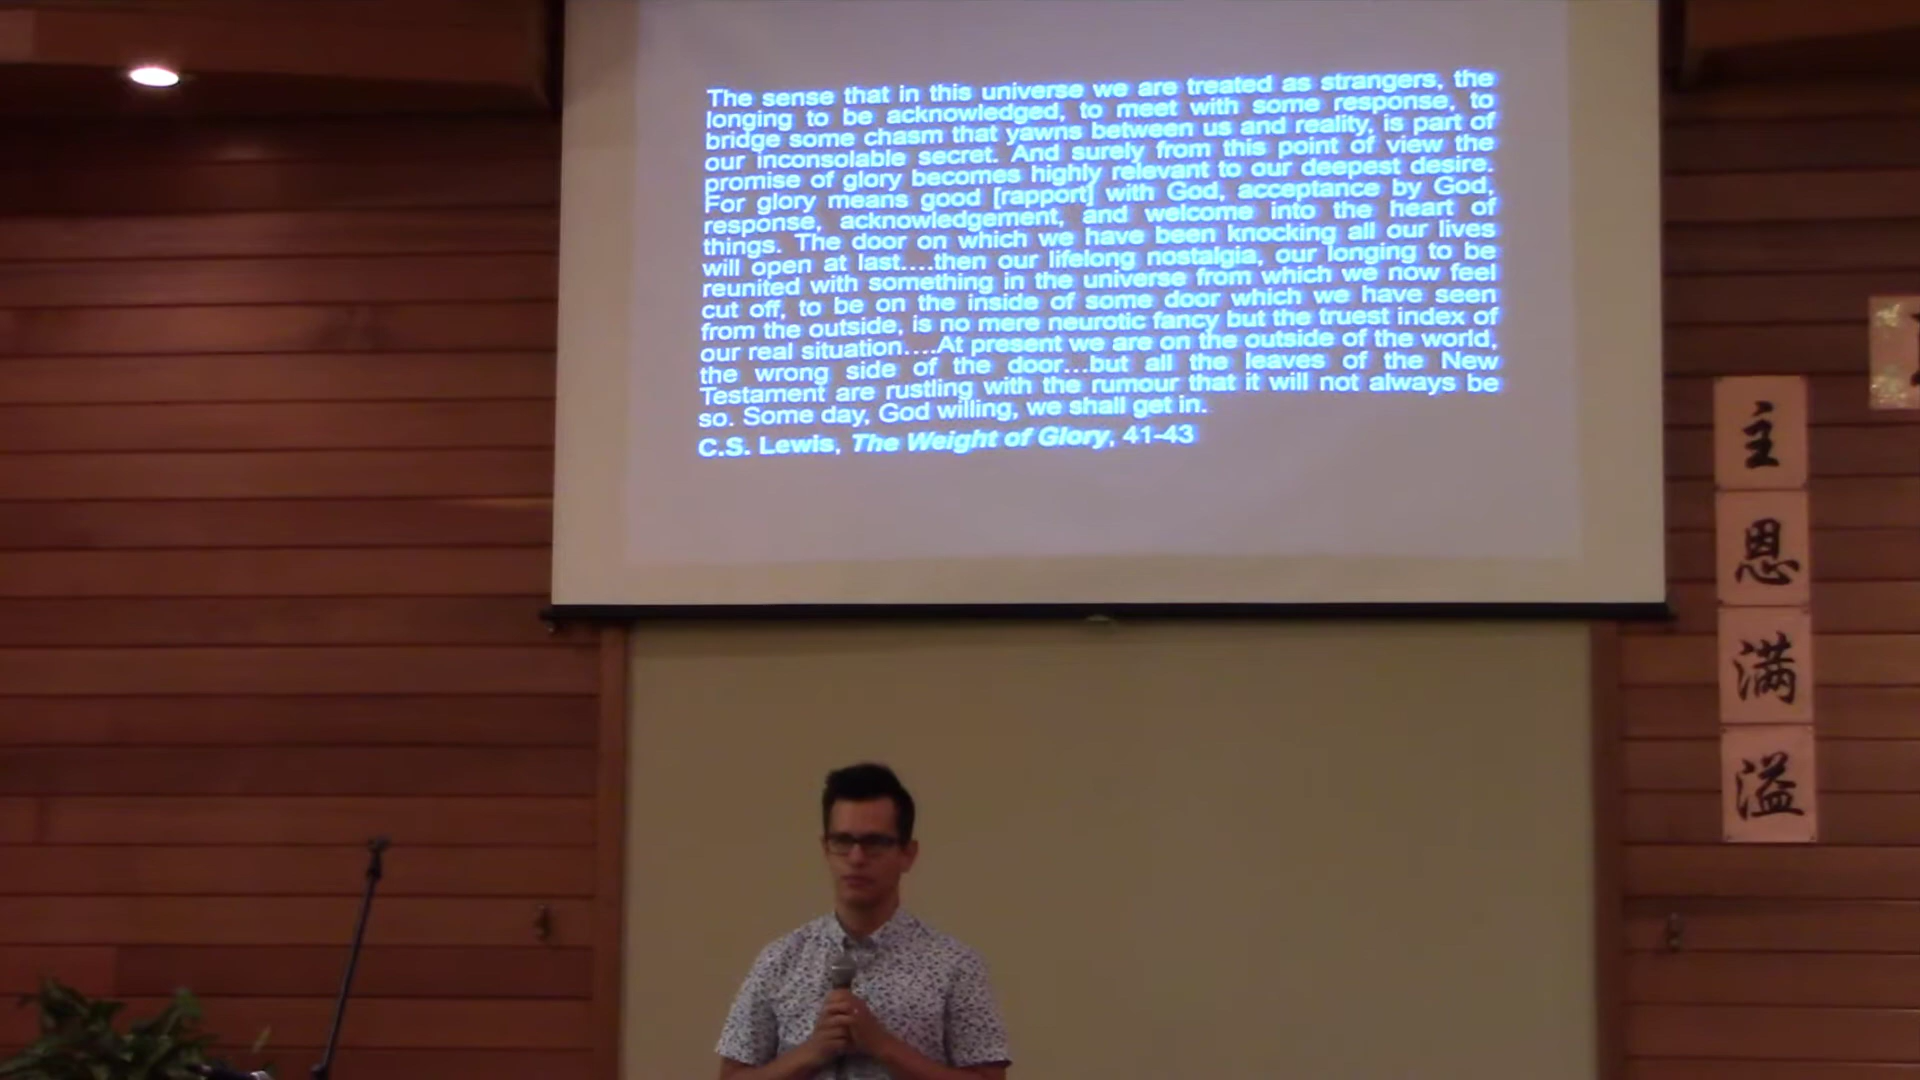 The sense that in this universe we are treated as strangers, the
longing to be acknowledged, to meet with some response, to
bridge some chasm that yawns between us and reality, is part of
our inconsolable secret. And surely from this point of view the
promise of glory becomes highly relevant to our deepest desire.
For glory means good [rapport] with God, acceptance by God,
response, acknowledgement, and welcome into the heart of
things. The door on which we have been knocking all our lives
will open at last....then our lifelong nostalgia, our longing to be
reunited with something in the universe from which we now feel
cut off, to be on the inside of some door which we have seen
from the outside, is no mere neurotic fancy but the truest index of
our real situation....At present we are on the outside of the world,
the wrong side of the door...but all the leaves of the New
Testament are rustling with the rumour that it will not always be
so. Some day, God willing, we shall get in.
C.S. Lewis, The Weight of Glory, 41-43
主恩满溢